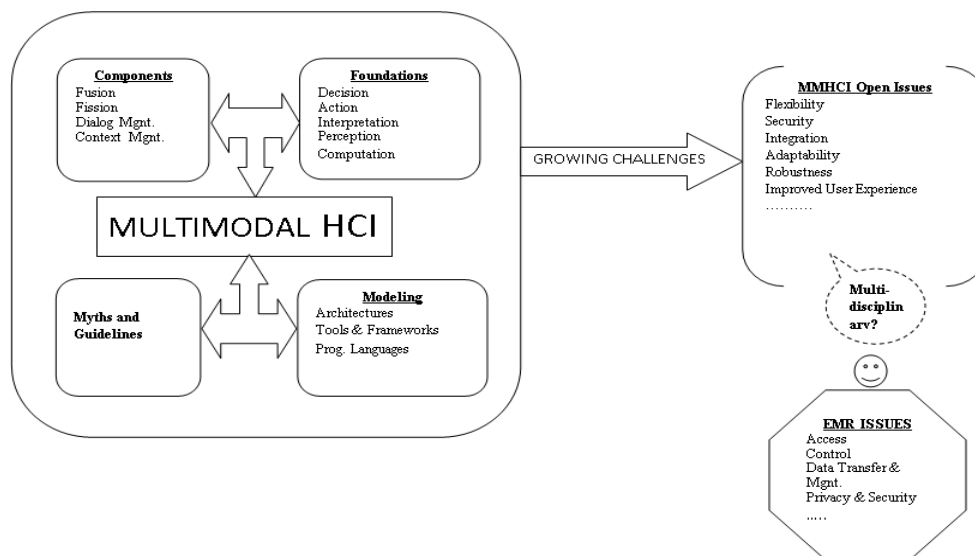 Components
Fusion
Fission
Dialog Mgnt.
Context Mgnt.
Foundations
Decision
Action
Interpretation
Perception
Computation
MULTIMODAL HCI
Myths and
Guidelines
Modeling
Architectures
Tools & Frameworks
Prog. Languages
GROWING CHALLENGES
MMHCI Open Issues
Flexibility
Security
Integration
Adaptability
Robustness
Improved User Experience
..........
Multi-
disciplin
ary?
EMR ISSUES
Access
Control
Data Transfer &
Mgnt.
Privacy & Security
.....